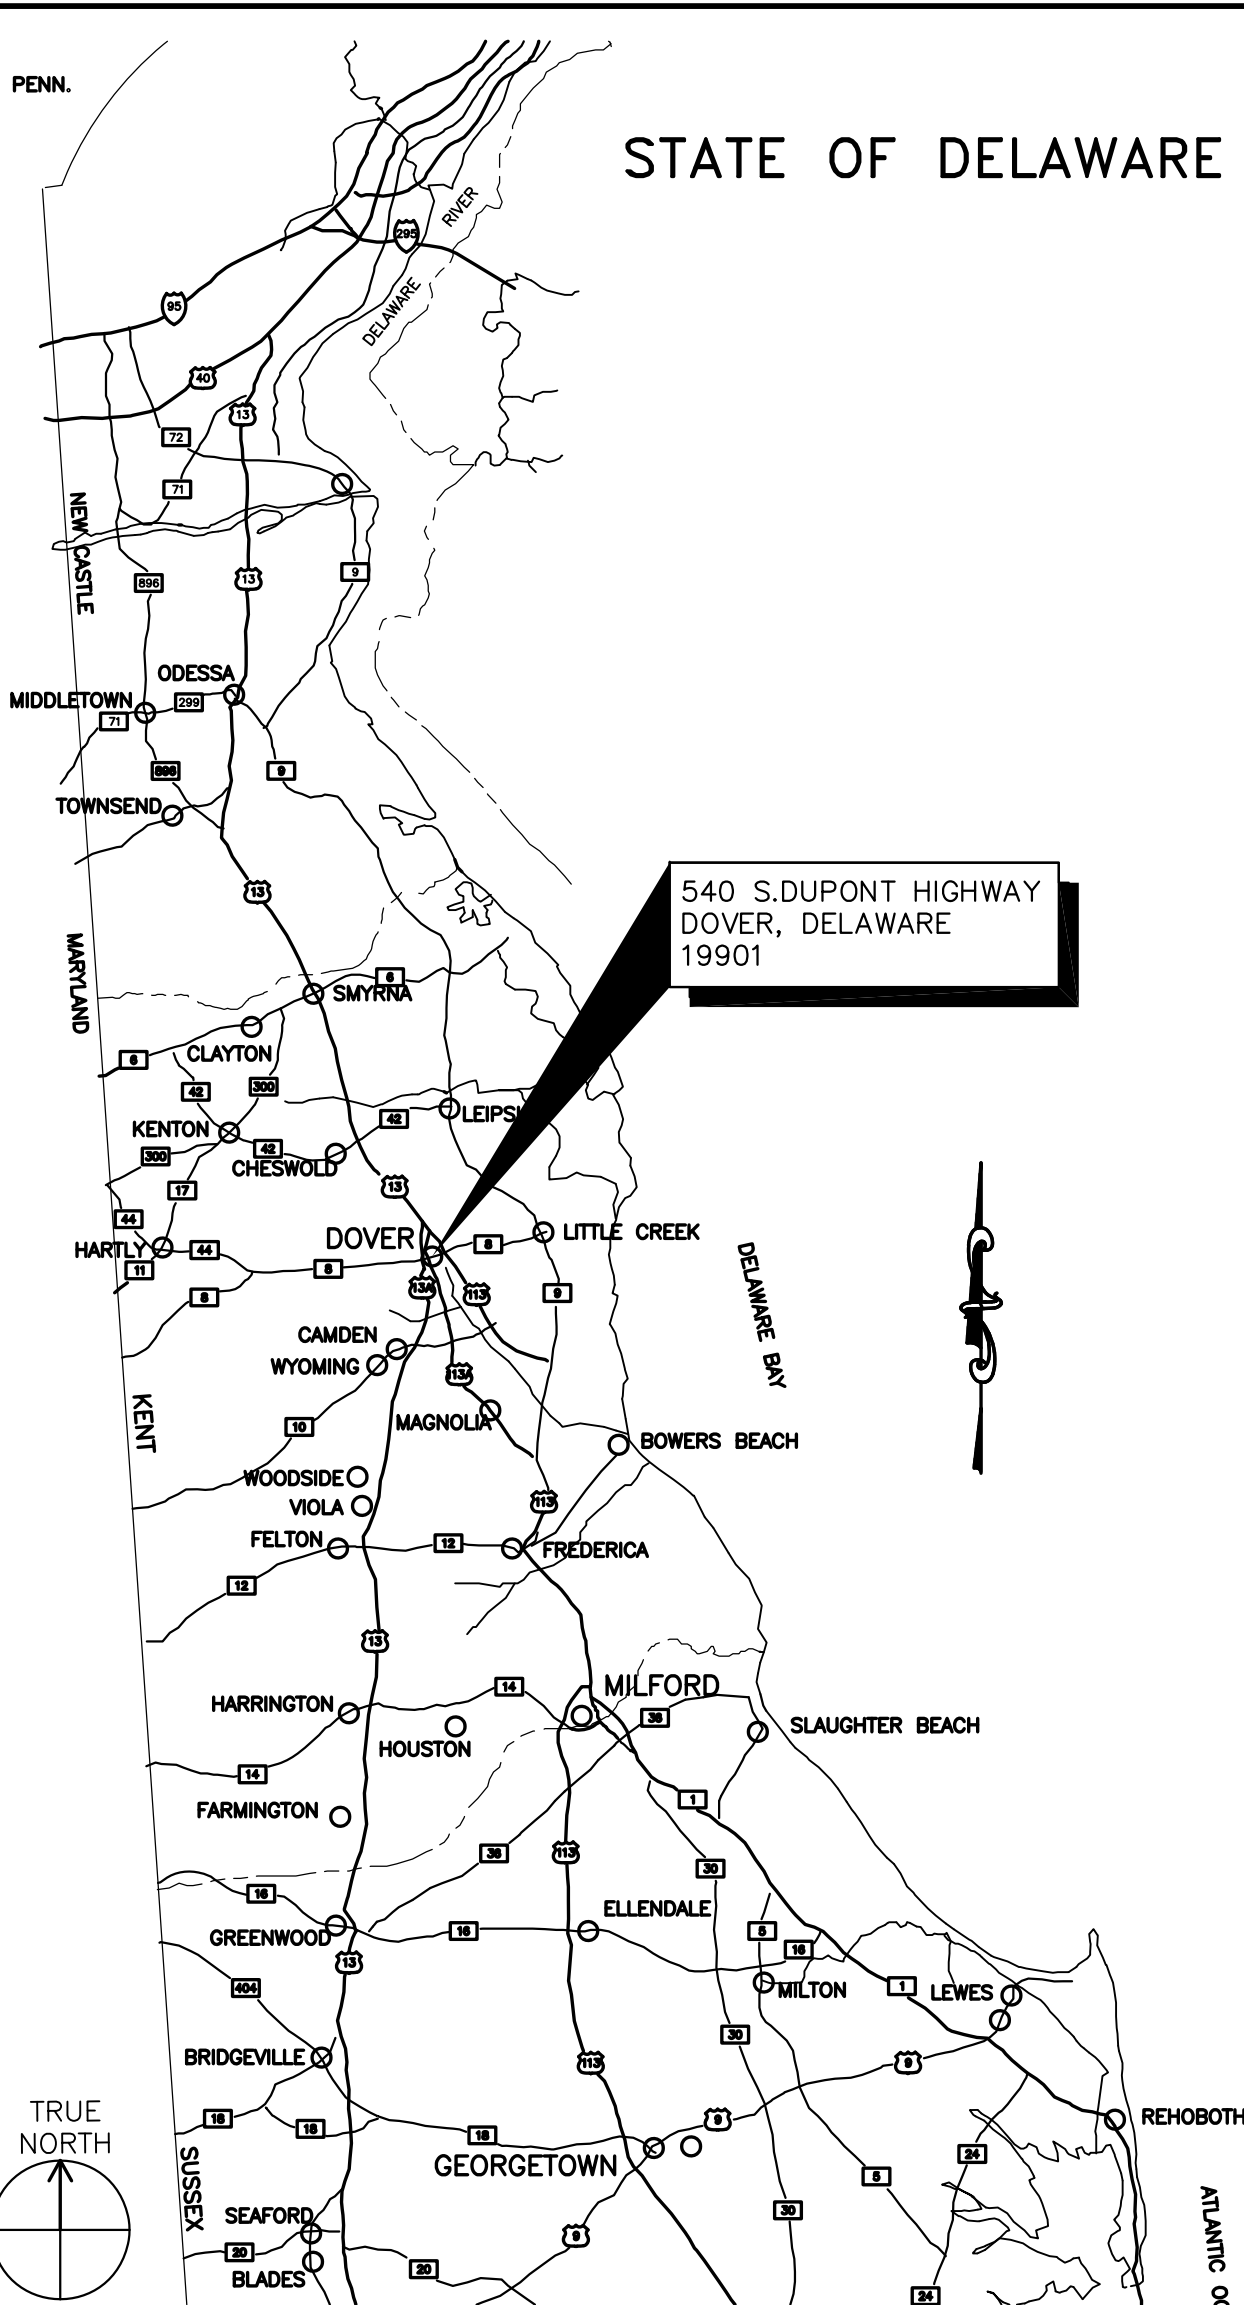 PENN.
STATE OF DELAWARE
RIVER
295
DELAWARE
95
40
13
72
71
NEW CASTLE
13
9
896
ODESSA
MIDDLETOWN
299
71
896
9
TOWNSEND
13
540 S.DUPONT HIGHWAY
DOVER, DELAWARE
19901
MARYLAND
6
SMYRNA
CLAYTON
6
42
300
LEIPSI
42
KENTON
42
300
CHESWOLD
17
13
44
DOVER
LITTLE CREEK
8
HARTLY
44
8
11
13A
113
9
8
DELAWARE BAY
CAMDEN
WYOMING
113A
KENT
MAGNOLIA
10
BOWERS BEACH
WOODSIDE
VIOLA
113
FELTON
12
FREDERICA
12
13
MILFORD
HARRINGTON
14
36
HOUSTON
SLAUGHTER BEACH
14
1
FARMINGTON
36
113
30
16
ELLENDALE
GREENWOOD
16
5
16
13
404
MILTON
1
LEWES
30
BRIDGEVILLE
113
9
TRUE
NORTH
18
18
18
9
REHOBOTH
GEORGETOWN
24
SUSSEX
5
ATLANTIC
SEAFORD
30
9
20
BLADES
20
24